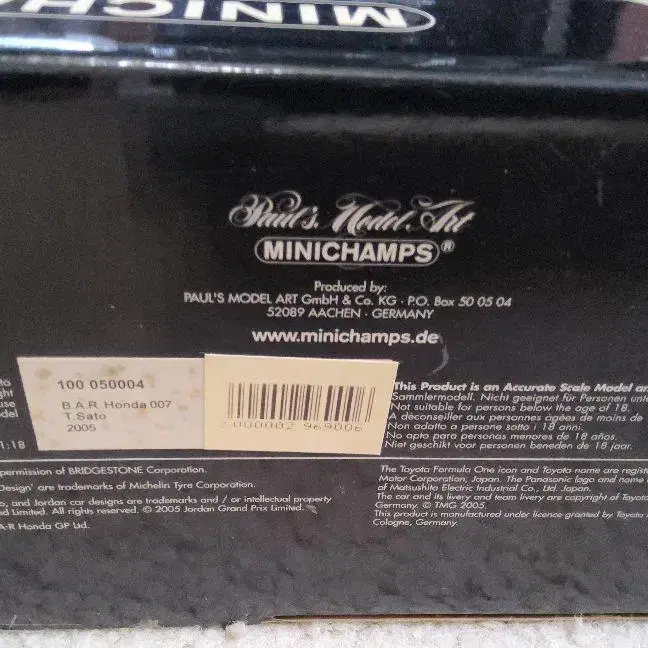 MINICH
Paul's Model Art
MINICHAMPS®
Produced by:
PAUL'S MODEL ART GmbH & Co. KG · P.O. Box 50 05 04
52089 AACHEN · GERMANY
www.minichamps.de
100 050004
B.A.R. Honda 007
T.Sato
2005
1:18
This Product is an Accurate Scale Model
Sammlermodell. Nicht geeignet für Personen
Not suitable for persons below the age of 18.
A déconseiller aux personnes âgées de moins de
Non adatto a persone sotto i 18 anni.
No apto para personas menores de 18 años.
Niet geschikt voor personen beneden de 18 jaar.
permission of BRIDGESTONE Corporation.
Design' are trademarks of Michelin Tyre Corporation.
and Jordan car designs are trademarks and / or intellectual property
Limited. All rights reserved. © 2005 Jordan Grand Prix Limited.
Honda GP Ltd.
The Toyota Formula One icon and Toyota name are
Motor Corporation, Japan. The Panasonic logo and name
of Matsushita Electric Industrial Co., Ltd. Japan.
The car and its livery and team livery are copyright of
Germany. © TMG 2005.
This product is manufactured under licence granted by Toyota
Cologne, Germany.